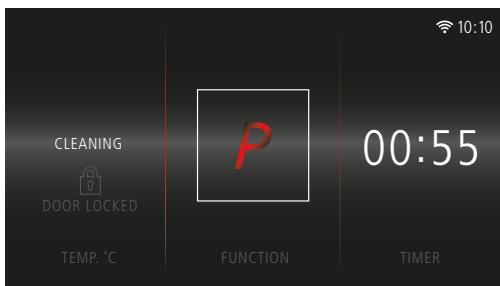 10:10
CLEANING
DOOR LOCKED
TEMP. °C
P
FUNCTION
00:55
TIMER